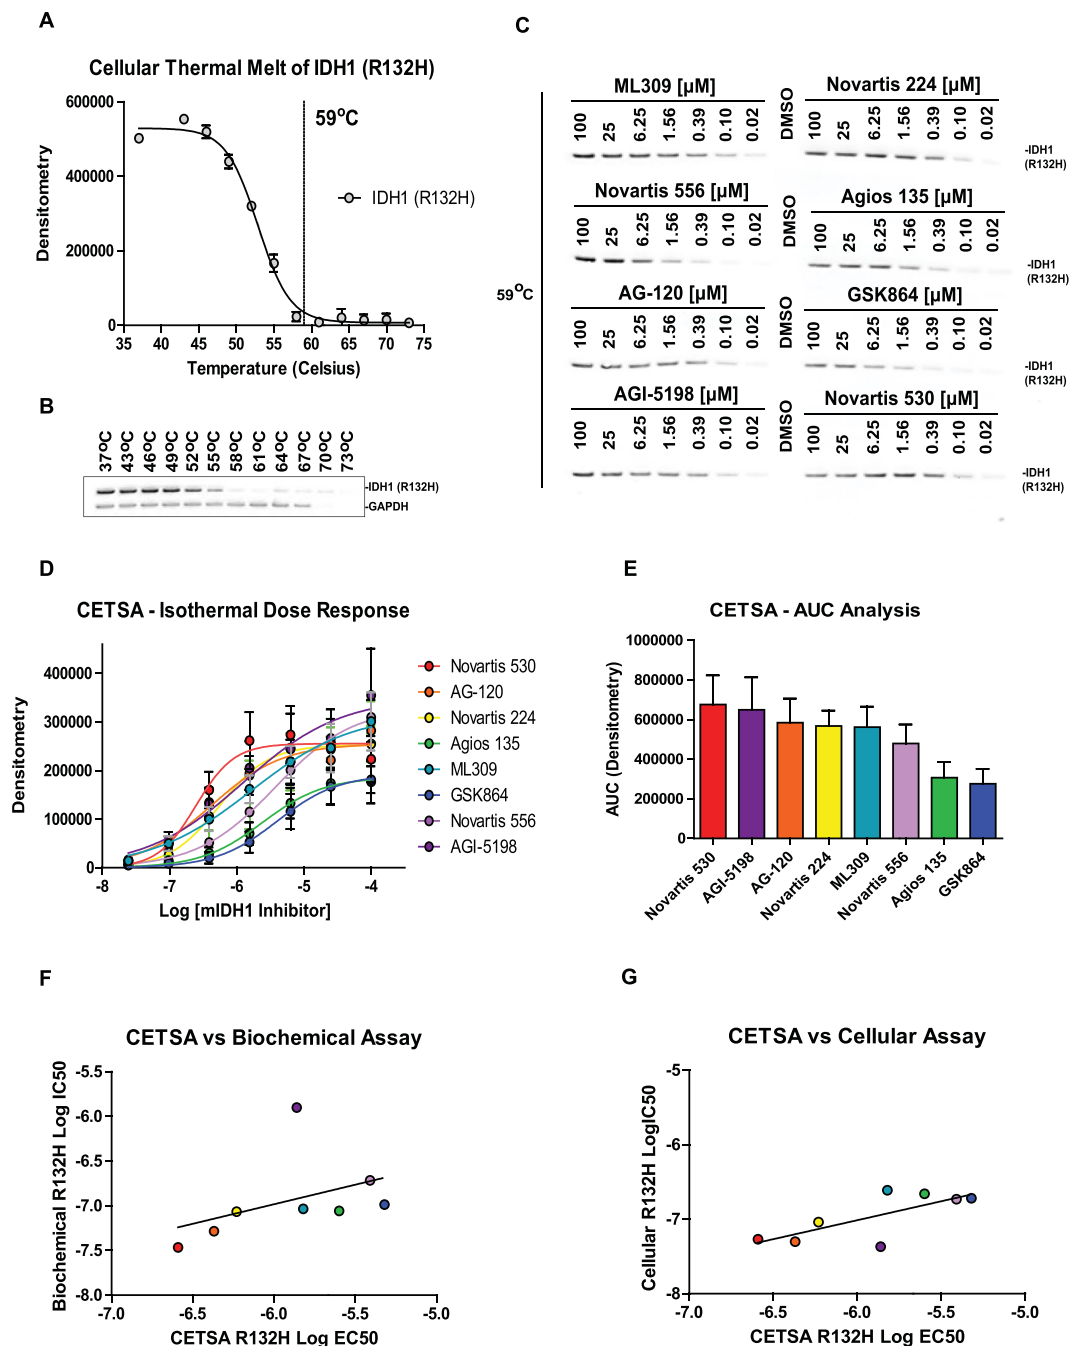 A
Cellular Thermal Melt of IDH1 (R132H)
600000
400000
200000
0
Densitometry
59°C
IDH1 (R132H)
35 40 45 50 55 60 65 70 75
Temperature (Celsius)
B
37°C 43°C 46°C 49°C 52°C 55°C 58°C 61°C 64°C 67°C 70°C 73°C
-IDH1 (R132H)
-GAPDH
C
59°C
ML309 [µM]
100 25 6.25 1.56 0.39 0.10 0.02
DMSO
Novartis 224 [µM]
100 25 6.25 1.56 0.39 0.10 0.02
-IDH1
(R132H)
Novartis 556 [µM]
100 25 6.25 1.56 0.39 0.10 0.02
DMSO
Agios 135 [µM]
100 25 6.25 1.56 0.39 0.10 0.02
-IDH1
(R132H)
AG-120 [µM]
100 25 6.25 1.56 0.39 0.10 0.02
DMSO
GSK864 [µM]
100 25 6.25 1.56 0.39 0.10 0.02
-IDH1
(R132H)
AGI-5198 [µM]
100 25 6.25 1.56 0.39 0.10 0.02
DMSO
Novartis 530 [µM]
100 25 6.25 1.56 0.39 0.10 0.02
-IDH1
(R132H)
D
CETSA - Isothermal Dose Response
400000
300000
200000
100000
0
Densitometry
-8 -7 -6 -5 -4
Log [mIDH1 Inhibitor]
Novartis 530
AG-120
Novartis 224
Agios 135
ML309
GSK864
Novartis 556
AGI-5198
E
CETSA - AUC Analysis
1000000
800000
600000
400000
200000
0
AUC (Densitometry)
Novartis 530
AGI-5198
AG-120
Novartis 224
ML309
Novartis 556
Agios 135
GSK864
F
CETSA vs Biochemical Assay
-5.5
-6.0
-6.5
-7.0
-7.5
-8.0
Biochemical R132H Log IC50
-7.0 -6.5 -6.0 -5.5 -5.0
CETSA R132H Log EC50
G
CETSA vs Cellular Assay
-5
-6
-7
-8
Cellular R132H LogIC50
-7.0 -6.5 -6.0 -5.5 -5.0
CETSA R132H Log EC50